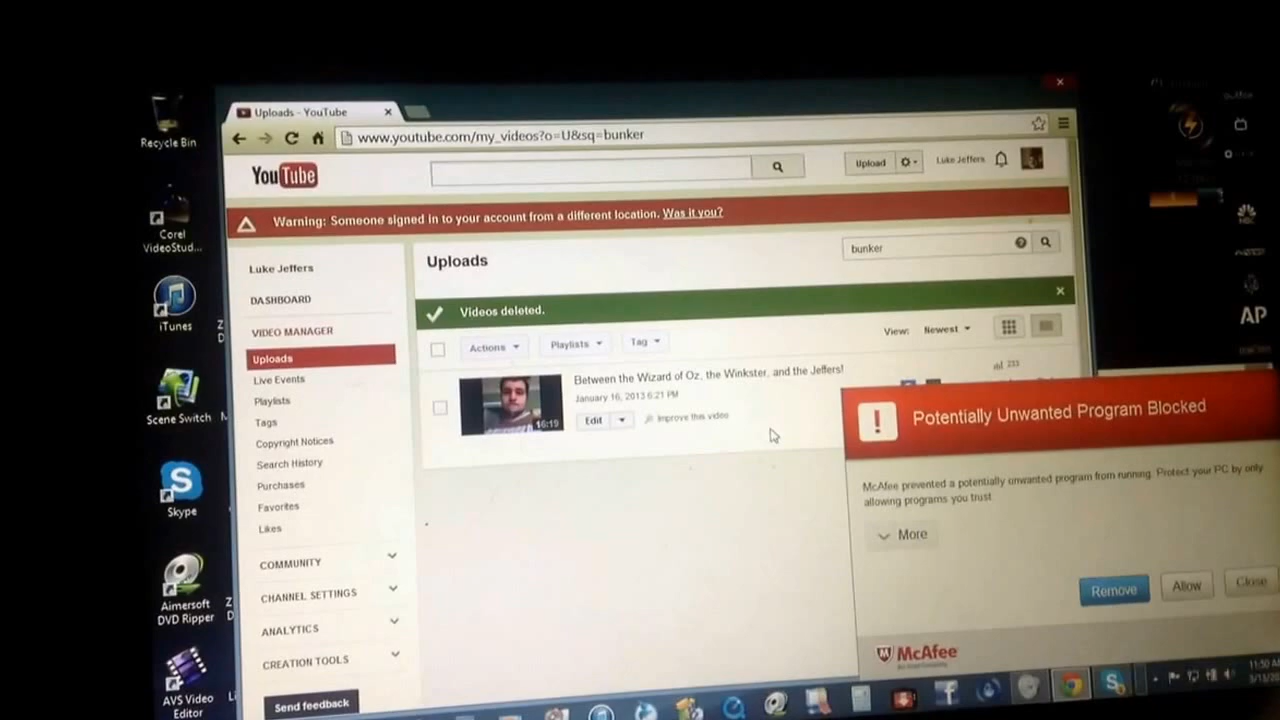 Recycle Bin
Corel
VideoStud...
iTunes
Scene Switch
Skype
Aimersoft
DVD Ripper
AVS Video
Editor
Uploads - YouTube
www.youtube.com/my_videos?o=U&sq=bunker
YouTube
Upload
Luke Jeffers
Warning: Someone signed in to your account from a different location. Was it you?
Luke Jeffers
DASHBOARD
VIDEO MANAGER
Uploads
Live Events
Playlists
Tags
Copyright Notices
Search History
Purchases
Favorites
Likes
COMMUNITY
CHANNEL SETTINGS
ANALYTICS
CREATION TOOLS
Send feedback
Uploads
bunker
Videos deleted.
Actions Playlists Tag View: Newest
Between the Wizard of Oz, the Winkster, and the Jeffers!
January 16, 2013 6:21 PM
Edit Improve this video
16:19
233
Potentially Unwanted Program Blocked
McAfee prevented a potentially unwanted program from running. Protect your PC by only
allowing programs you trust
More
Remove Allow Close
McAfee
AP
11:50